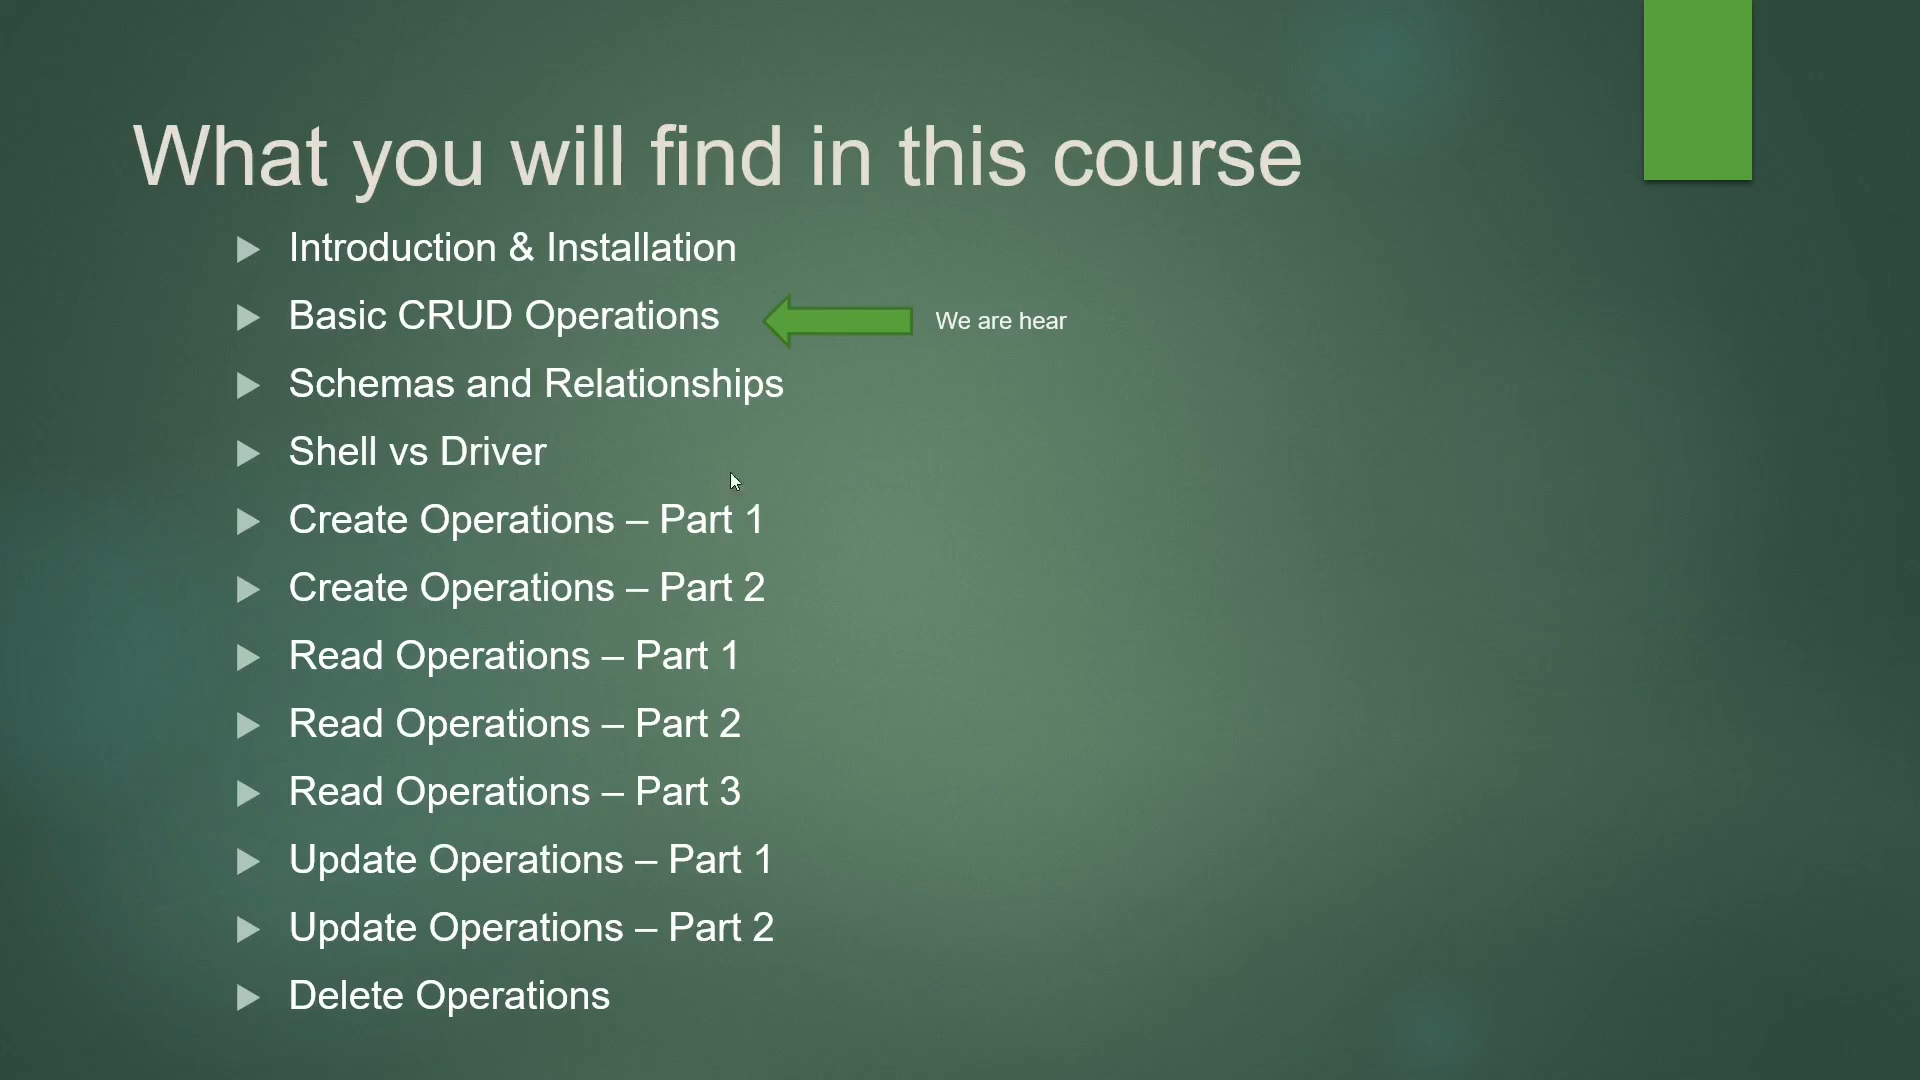 What you will find in this course
Introduction & Installation
Basic CRUD Operations
We are hear
Schemas and Relationships
Shell vs Driver
Create Operations – Part 1
Create Operations – Part 2
Read Operations – Part 1
Read Operations – Part 2
Read Operations – Part 3
Update Operations – Part 1
Update Operations – Part 2
Delete Operations